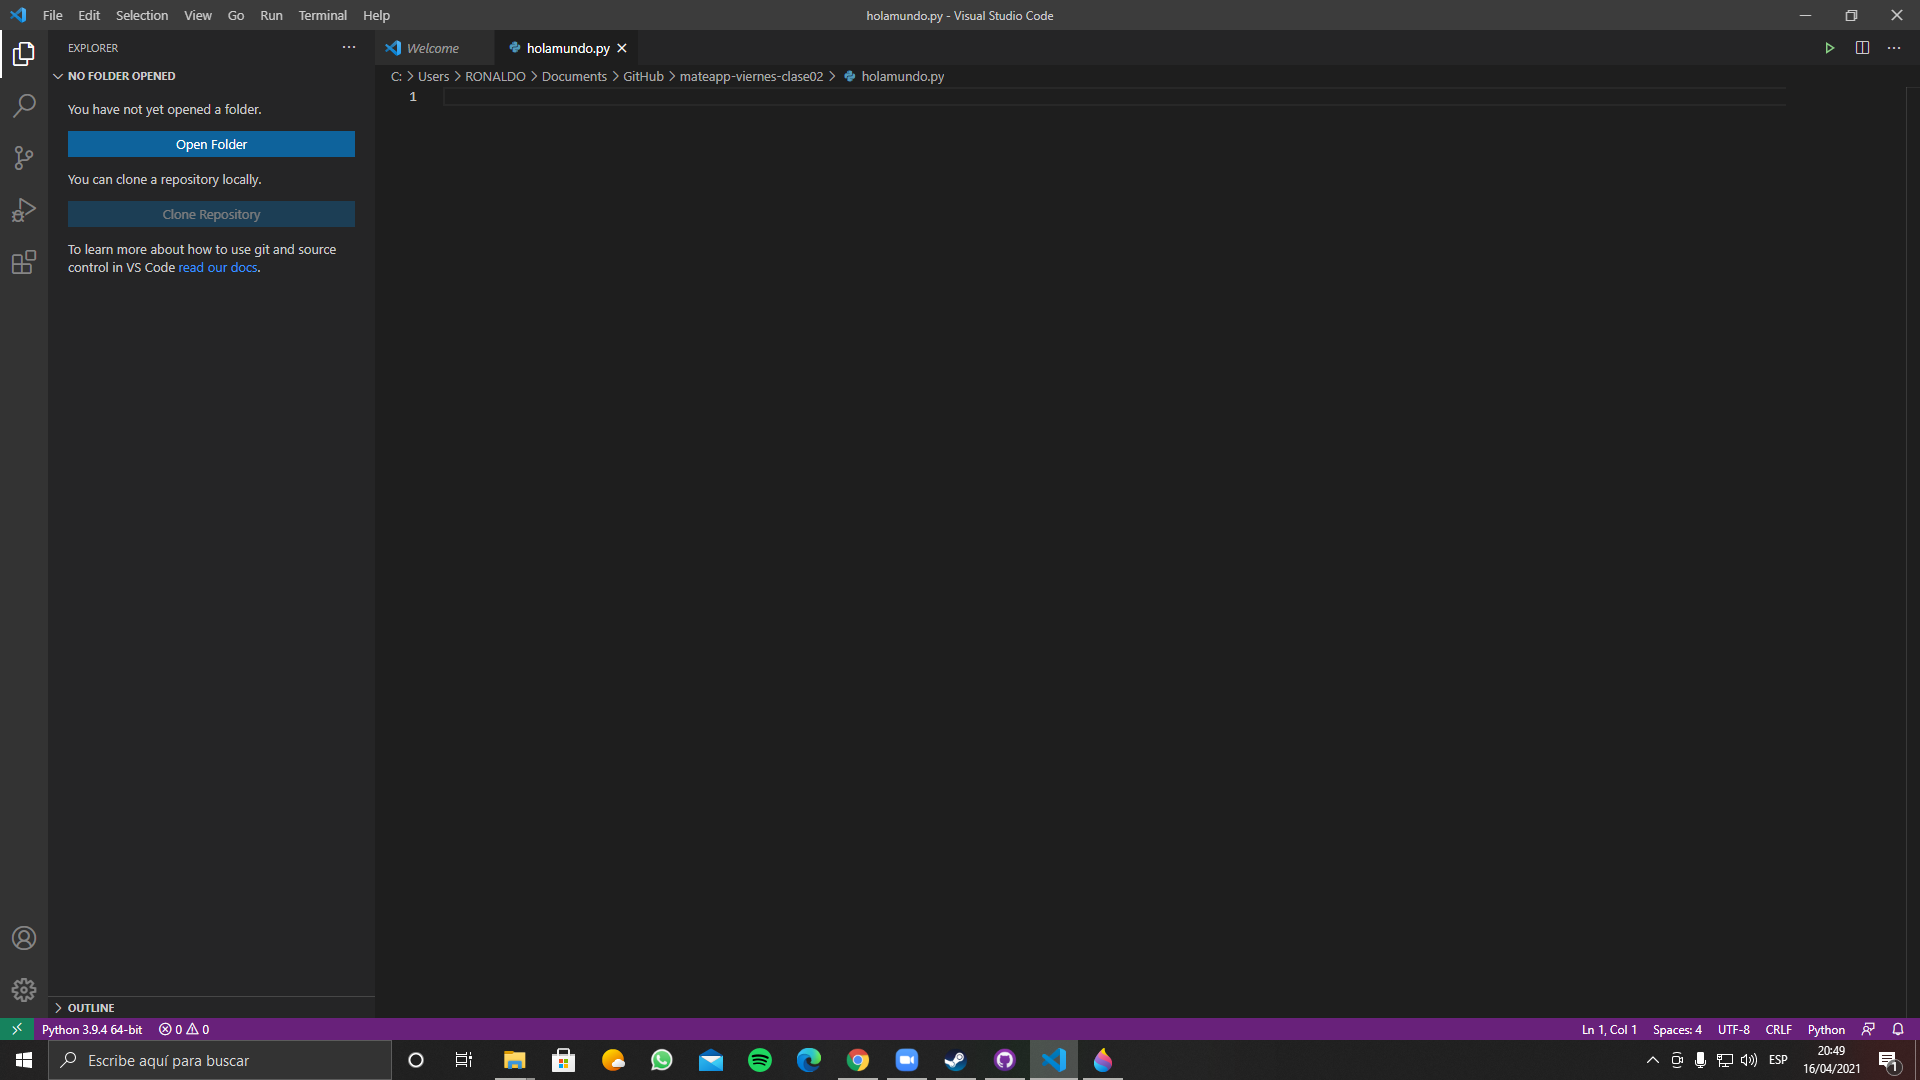 File Edit Selection View Go Run Terminal Help
holamundo.py - Visual Studio Code
EXPLORER
Welcome
holamundo.py
NO FOLDER OPENED
C: > Users > RONALDO > Documents > GitHub > mateapp-viernes-clase02 > holamundo.py
1
You have not yet opened a folder.
Open Folder
You can clone a repository locally.
Clone Repository
To learn more about how to use git and source
control in VS Code read our docs.
OUTLINE
Python 3.9.4 64-bit 0 0
Ln 1, Col 1 Spaces: 4 UTF-8 CRLF Python
Escribe aquí para buscar
ESP
20:49
16/04/2021
1